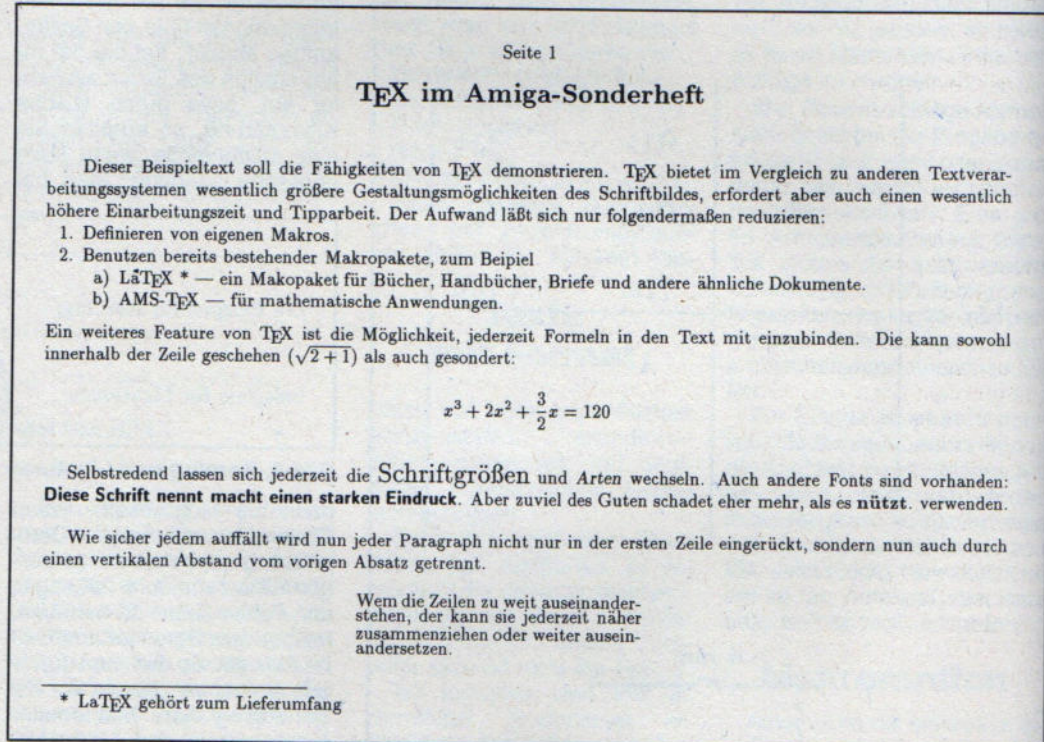 Seite 1
TEX im Amiga-Sonderheft
Dieser Beispieltext soll die Fähigkeiten von TEX demonstrieren. TEX bietet im Vergleich zu anderen Textverar-
beitungssystemen wesentlich größere Gestaltungsmöglichkeiten des Schriftbildes, erfordert aber auch einen wesentlich
höhere Einarbeitungszeit und Tipparbeit. Der Aufwand läßt sich nur folgendermaßen reduzieren:
1. Definieren von eigenen Makros.
2. Benutzen bereits bestehender Makropakete, zum Beipiel
a) LaTEX * — ein Makopaket für Bücher, Handbücher, Briefe und andere ähnliche Dokumente.
b) AMS-TEX — für mathematische Anwendungen.
Ein weiteres Feature von TEX ist die Möglichkeit, jederzeit Formeln in den Text mit einzubinden. Die kann sowohl
innerhalb der Zeile geschehen (√2 + 1) als auch gesondert:
x³ + 2x² + 3/2 x = 120
Selbstredend lassen sich jederzeit die Schriftgrößen und Arten wechseln. Auch andere Fonts sind vorhanden:
Diese Schrift nennt macht einen starken Eindruck. Aber zuviel des Guten schadet eher mehr, als es nützt. verwenden.
Wie sicher jedem auffällt wird nun jeder Paragraph nicht nur in der ersten Zeile eingerückt, sondern nun auch durch
einen vertikalen Abstand vom vorigen Absatz getrennt.
Wem die Zeilen zu weit auseinander-
stehen, der kann sie jederzeit näher
zusammenziehen oder weiter ausein-
andersetzen.
* LaTEX gehört zum Lieferumfang